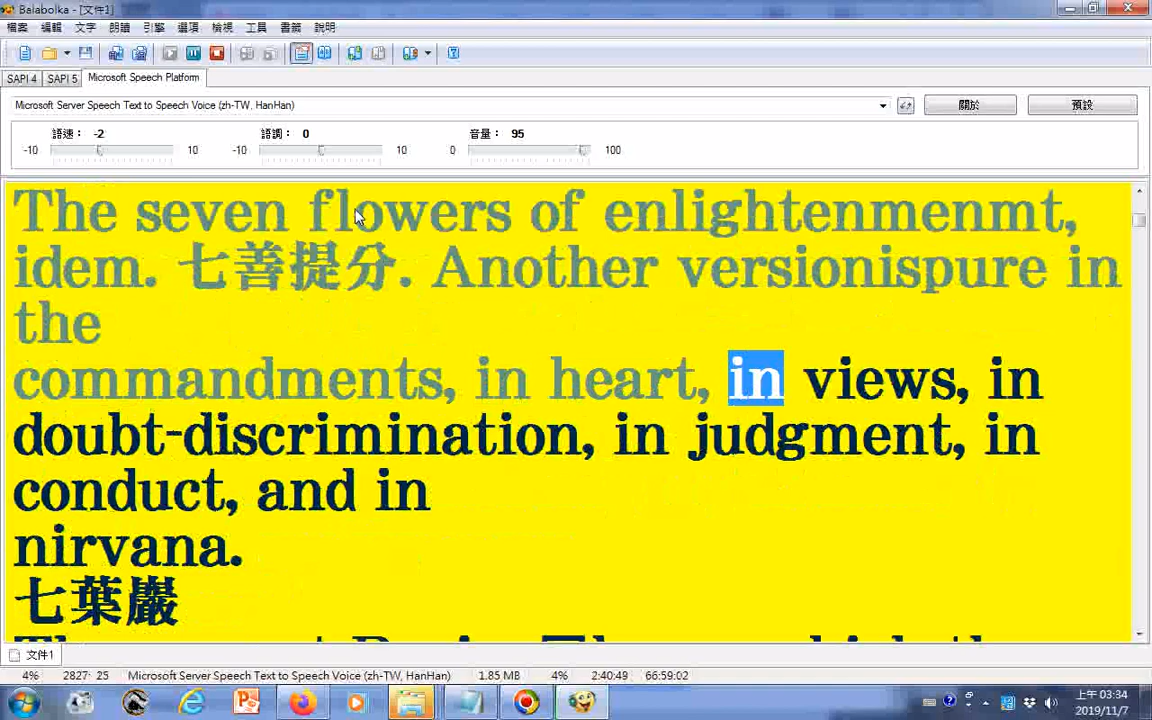 Balabolka - [文件1]
檔案 編輯 文字 朗讀 引擎 選項 檢視 工具 書籤 說明
SAPI 4 SAPI 5 Microsoft Speech Platform
Microsoft Server Speech Text to Speech Voice (zh-TW, HanHan) 關於 預設
語速： -2 語調： 0 音量： 95
-10 10 -10 10 0 100
The seven flowers of enlightenmenmt,
idem. 七善提分. Another versionispure in
the
commandments, in heart, in views, in
doubt-discrimination, in judgment, in
conduct, and in
nirvana.
七葉巖
文件1
4% 2827: 25 Microsoft Server Speech Text to Speech Voice (zh-TW, HanHan) 1.85 MB 4% 2:40:49 66:59:02
上午 03:34
2019/11/7